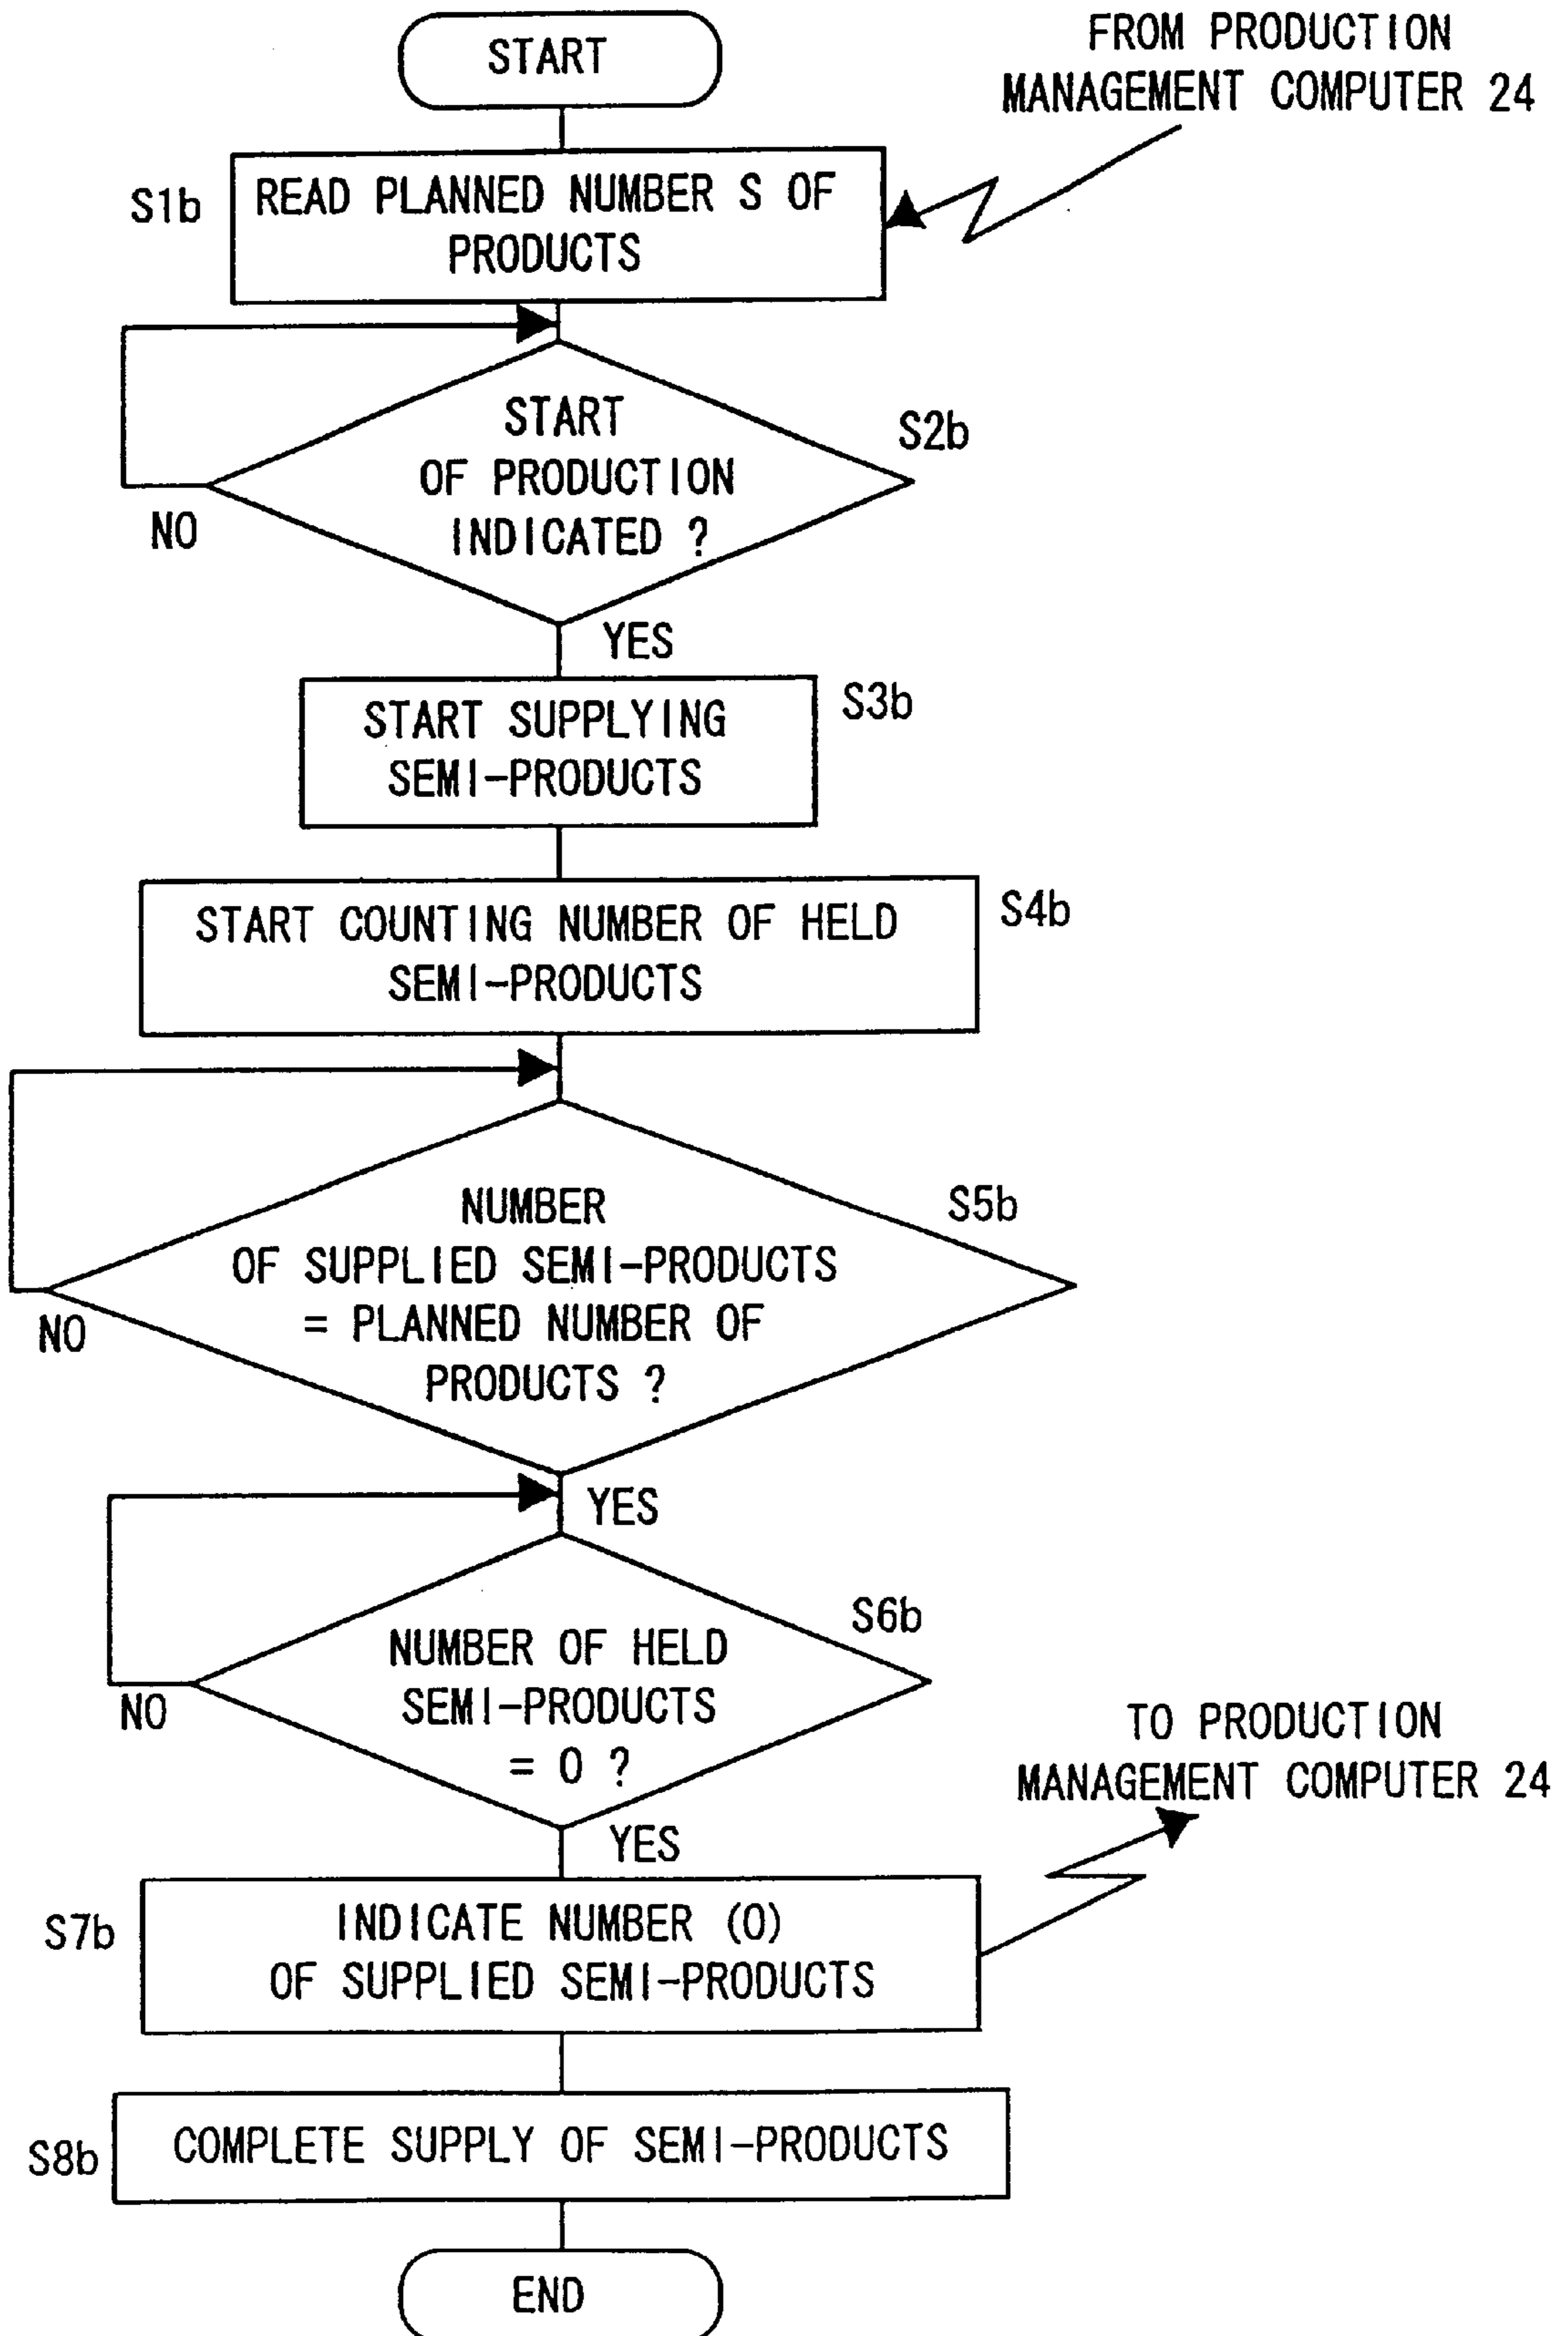 START
FROM PRODUCTION
MANAGEMENT COMPUTER 24
S1b
READ PLANNED NUMBER S OF
PRODUCTS
START
OF PRODUCTION
INDICATED ?
S2b
NO
YES
START SUPPLYING
SEMI-PRODUCTS
S3b
START COUNTING NUMBER OF HELD
SEMI-PRODUCTS
S4b
NUMBER
OF SUPPLIED SEMI-PRODUCTS
= PLANNED NUMBER OF
PRODUCTS ?
S5b
NO
YES
NUMBER OF HELD
SEMI-PRODUCTS
= 0 ?
S6b
NO
YES
TO PRODUCTION
MANAGEMENT COMPUTER 24
S7b
INDICATE NUMBER (0)
OF SUPPLIED SEMI-PRODUCTS
S8b
COMPLETE SUPPLY OF SEMI-PRODUCTS
END